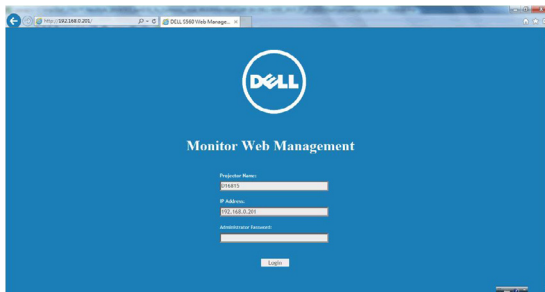 http://192.168.0.201/
DELL S560 Web Manage...
DELL
Monitor Web Management
Projector Name:
IP Address:
192.168.0.201
Administrator Password:
Login